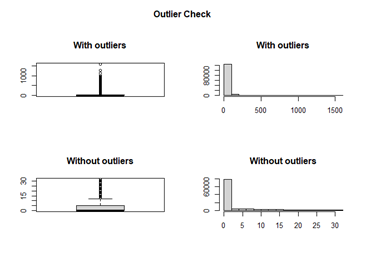 Outlier Check
With outliers
With outliers
0 1000
0 80000
0 500 1000 1500
Without outliers
Without outliers
0 15 30
0 6000
0 5 10 15 20 25 30